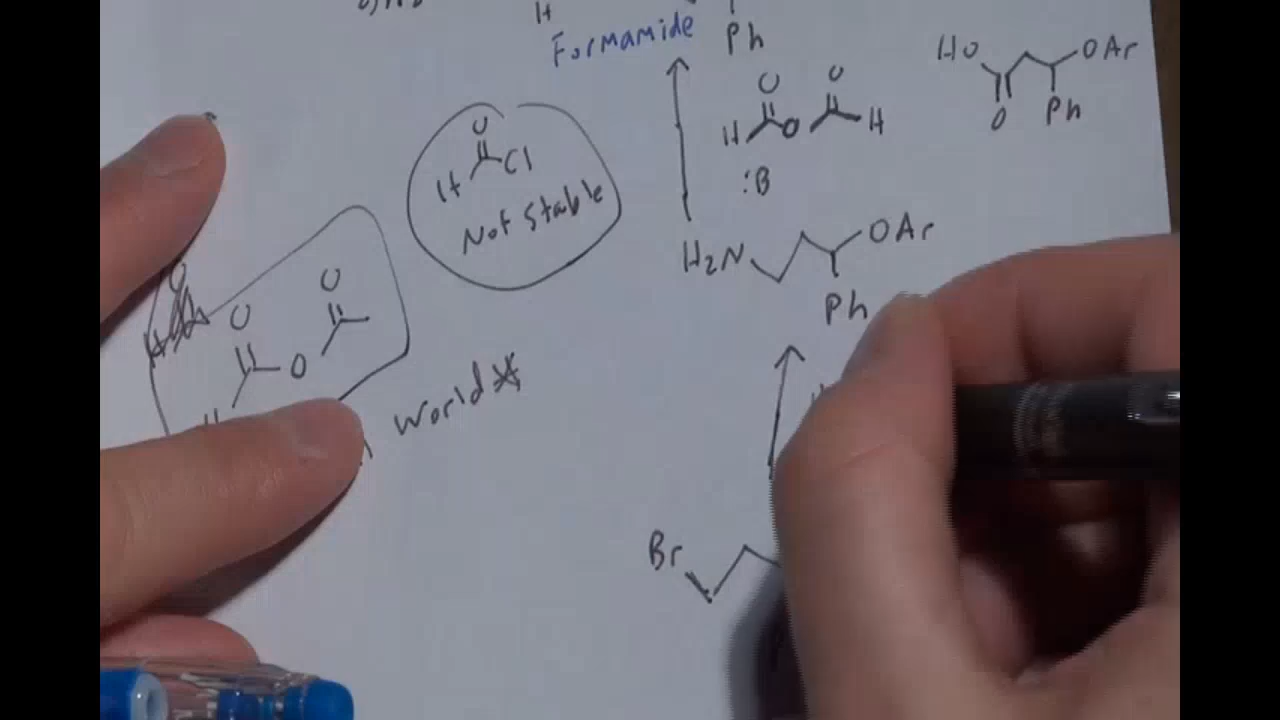 H
Formamide Ph
HO OAr
O Ph
O O
H O H
:B
O
H Cl
Not Stable
H2N OAr
Ph
O O
O
World
Br